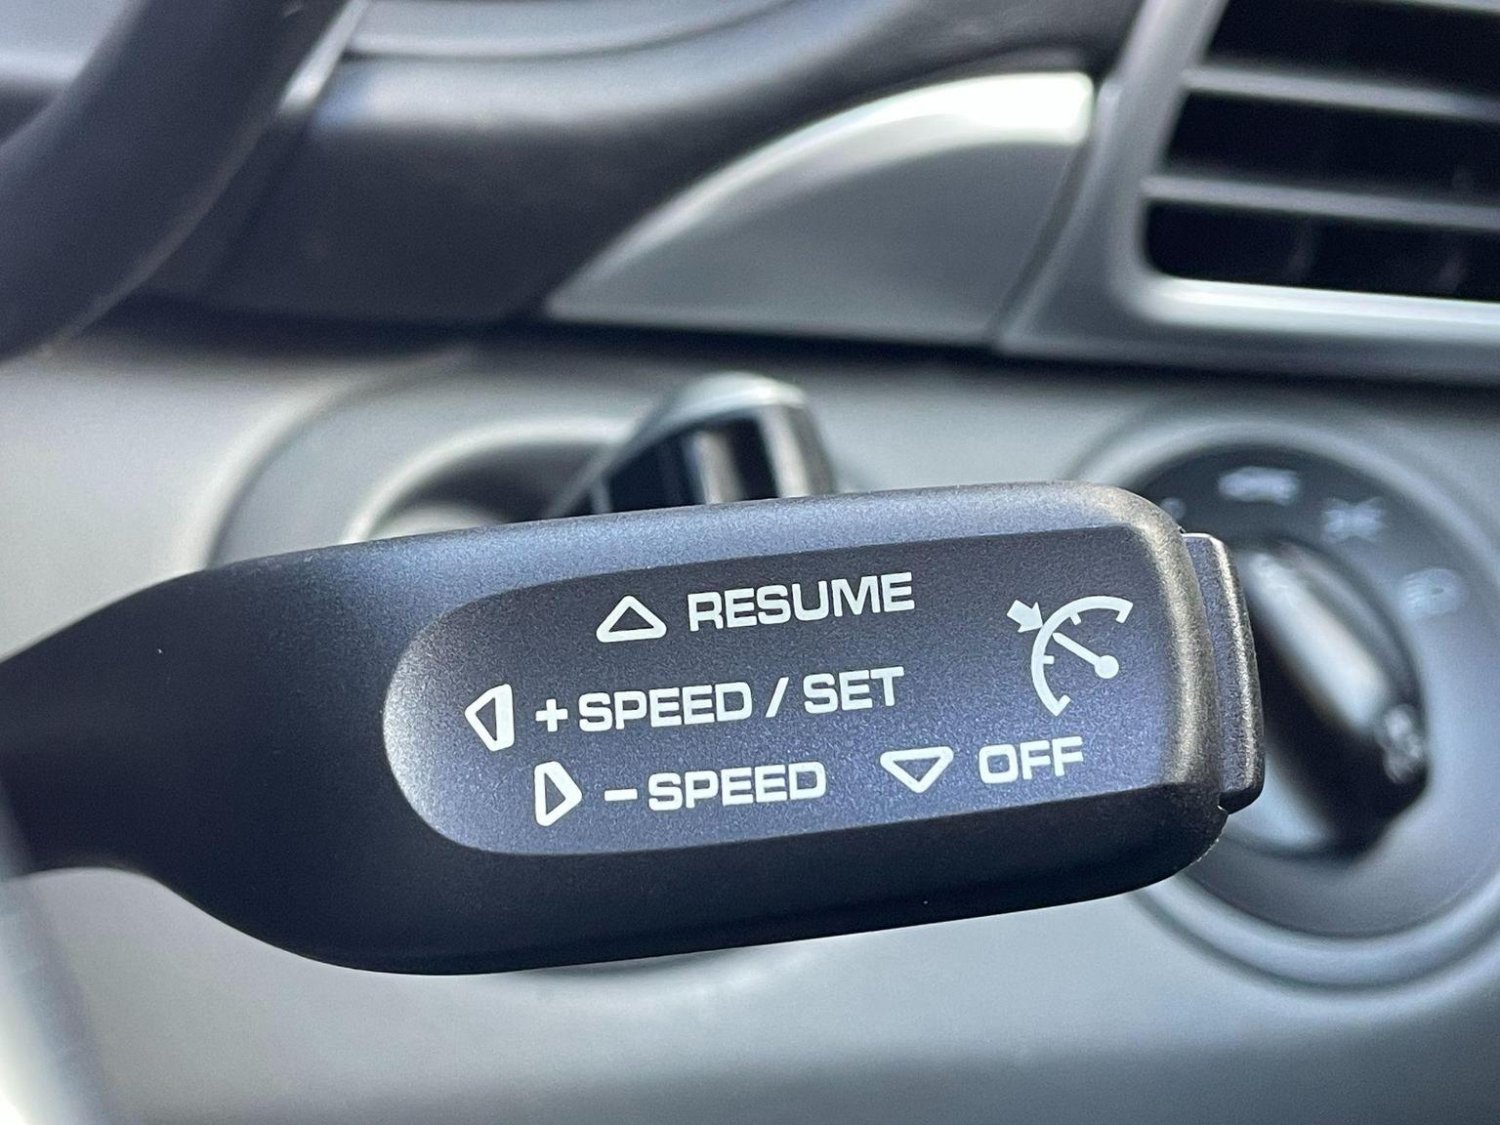 RESUME
+SPEED / SET
-SPEED OFF